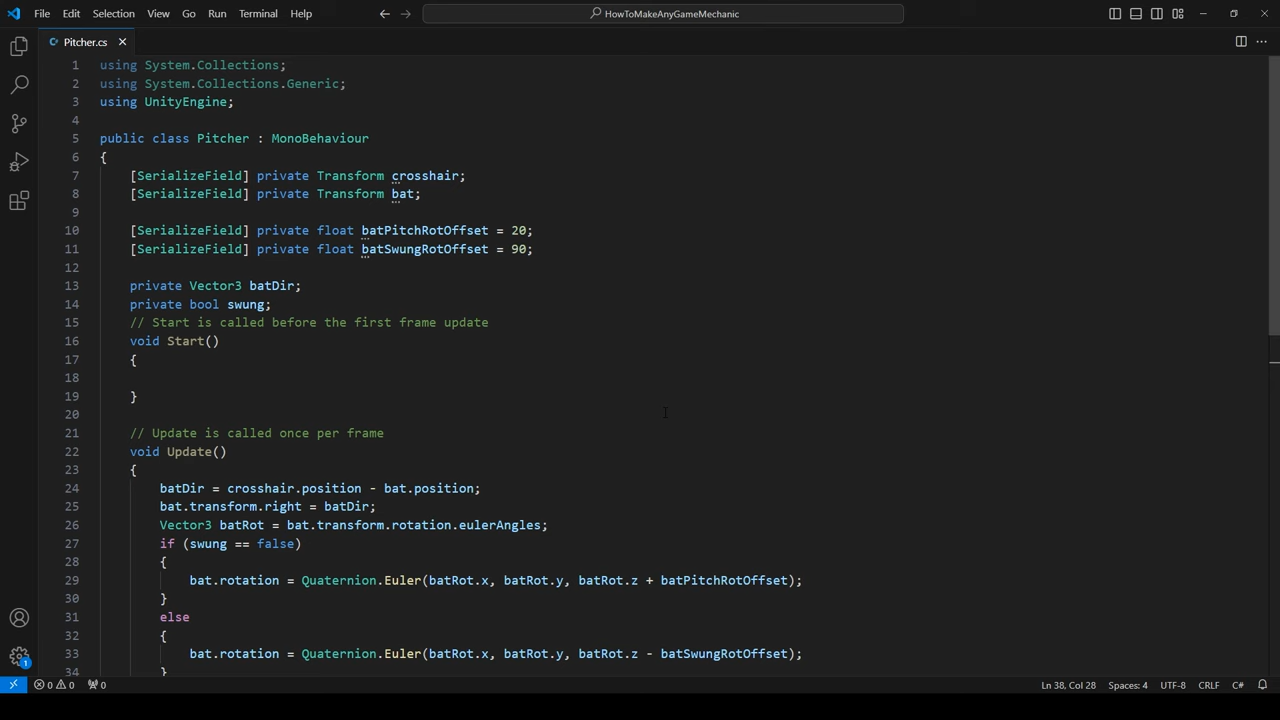 File Edit Selection View Go Run Terminal Help
HowToMakeAnyGameMechanic
Pitcher.cs
1 using System.Collections;
2 using System.Collections.Generic;
3 using UnityEngine;
4
5 public class Pitcher : MonoBehaviour
6 {
7 [SerializeField] private Transform crosshair;
8 [SerializeField] private Transform bat;
9
10 [SerializeField] private float batPitchRotOffset = 20;
11 [SerializeField] private float batSwungRotOffset = 90;
12
13 private Vector3 batDir;
14 private bool swung;
15 // Start is called before the first frame update
16 void Start()
17 {
18
19 }
20
21 // Update is called once per frame
22 void Update()
23 {
24 batDir = crosshair.position - bat.position;
25 bat.transform.right = batDir;
26 Vector3 batRot = bat.transform.rotation.eulerAngles;
27 if (swung == false)
28 {
29 bat.rotation = Quaternion.Euler(batRot.x, batRot.y, batRot.z + batPitchRotOffset);
30 }
31 else
32 {
33 bat.rotation = Quaternion.Euler(batRot.x, batRot.y, batRot.z - batSwungRotOffset);
34 }
1
0 0 0 Ln 38, Col 28 Spaces: 4 UTF-8 CRLF C#